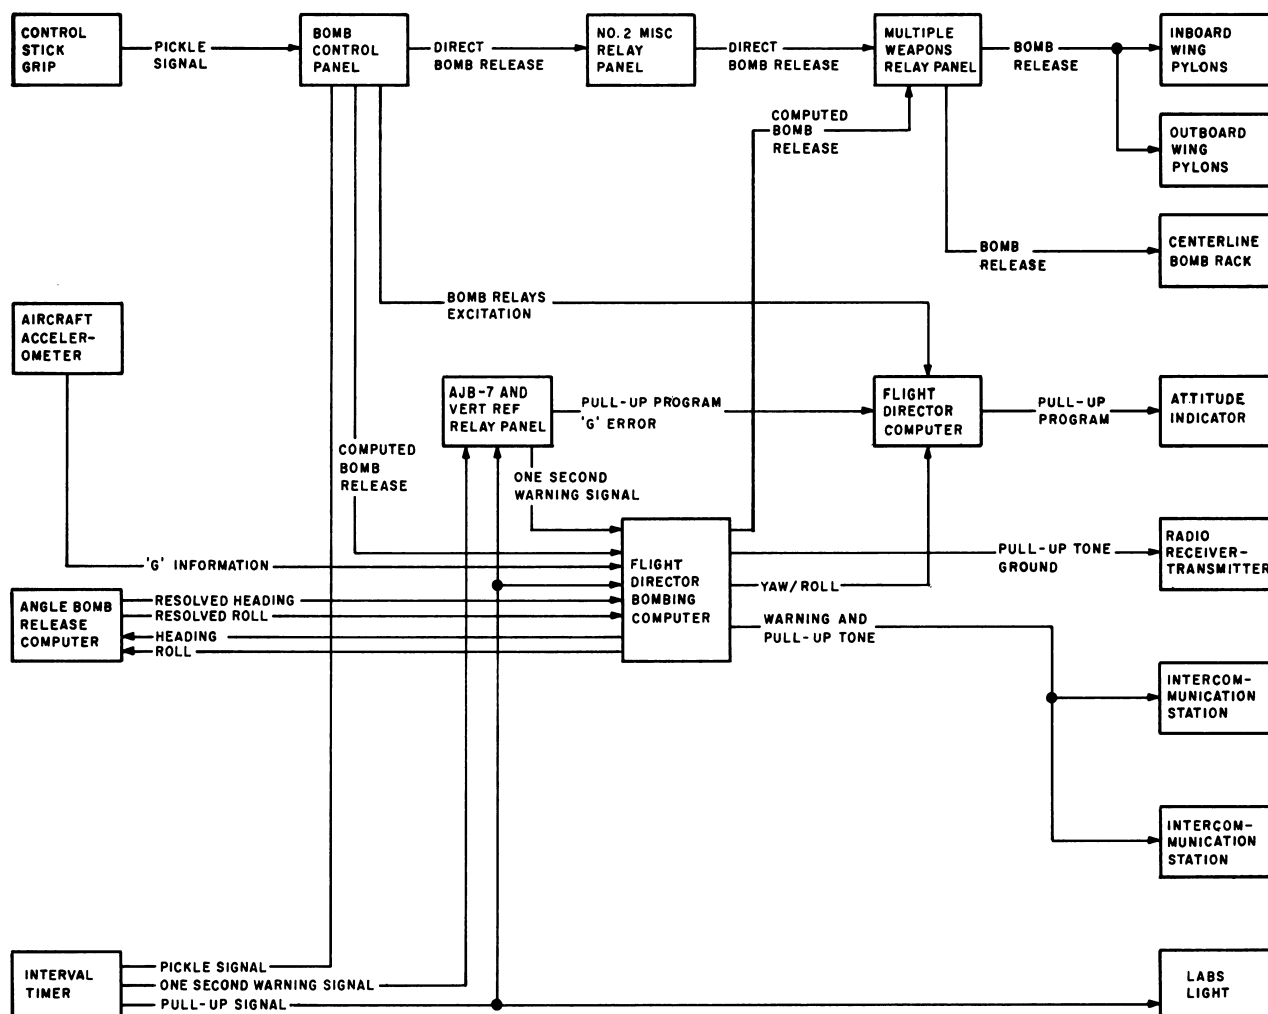 CONTROL
STICK
GRIP
PICKLE
SIGNAL
BOMB
CONTROL
PANEL
DIRECT
BOMB RELEASE
NO. 2 MISC
RELAY
PANEL
DIRECT
BOMB RELEASE
MULTIPLE
WEAPONS
RELAY PANEL
BOMB
RELEASE
INBOARD
WING
PYLONS
OUTBOARD
WING
PYLONS
COMPUTED
BOMB
RELEASE
BOMB
RELEASE
CENTERLINE
BOMB RACK
BOMB RELAYS
EXCITATION
AIRCRAFT
ACCELER-
OMETER
AJB-7 AND
VERT REF
RELAY PANEL
PULL-UP PROGRAM
'G' ERROR
FLIGHT
DIRECTOR
COMPUTER
PULL-UP
PROGRAM
ATTITUDE
INDICATOR
COMPUTED
BOMB
RELEASE
ONE SECOND
WARNING SIGNAL
'G' INFORMATION
FLIGHT
DIRECTOR
BOMBING
COMPUTER
PULL-UP TONE
GROUND
RADIO
RECEIVER-
TRANSMITTER
YAW/ROLL
ANGLE BOMB
RELEASE
COMPUTER
RESOLVED HEADING
RESOLVED ROLL
HEADING
ROLL
WARNING AND
PULL-UP TONE
INTERCOM-
MUNICATION
STATION
INTERCOM-
MUNICATION
STATION
INTERVAL
TIMER
PICKLE SIGNAL
ONE SECOND WARNING SIGNAL
PULL-UP SIGNAL
LABS
LIGHT